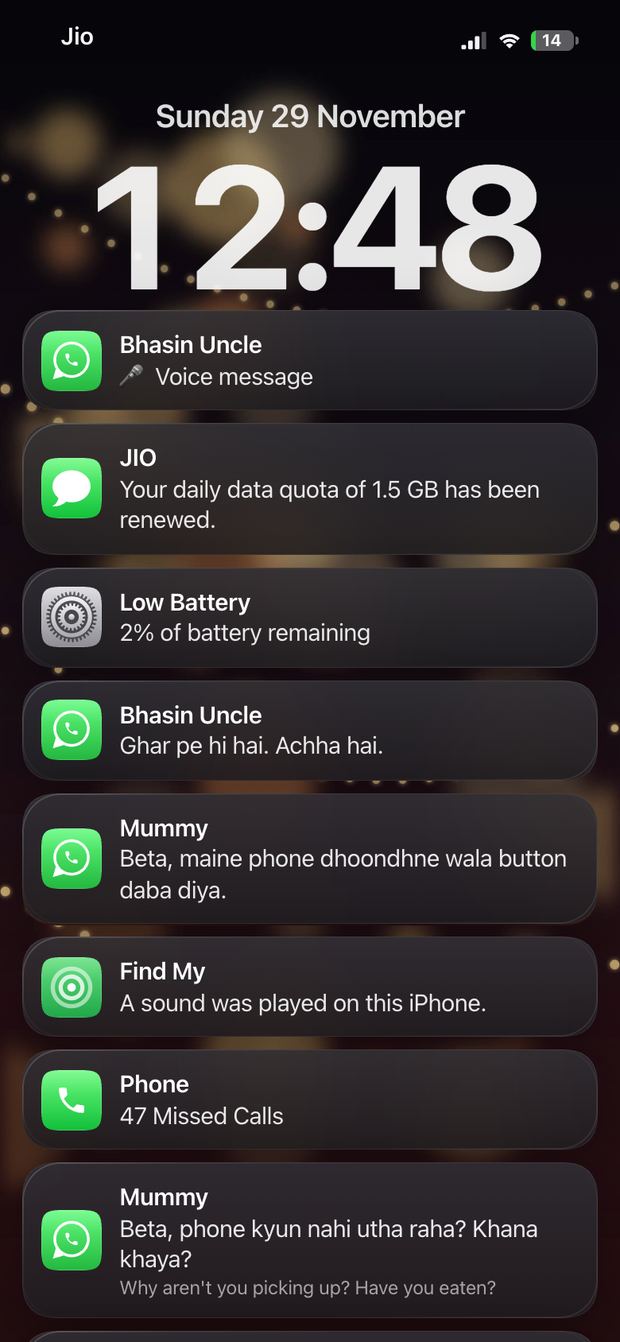 Jio
14
Sunday 29 November
12:48
Bhasin Uncle
🎤 Voice message
JIO
Your daily data quota of 1.5 GB has been
renewed.
Low Battery
2% of battery remaining
Bhasin Uncle
Ghar pe hi hai. Achha hai.
Mummy
Beta, maine phone dhoondhne wala button
daba diya.
Find My
A sound was played on this iPhone.
Phone
47 Missed Calls
Mummy
Beta, phone kyun nahi utha raha? Khana
khaya?
Why aren't you picking up? Have you eaten?